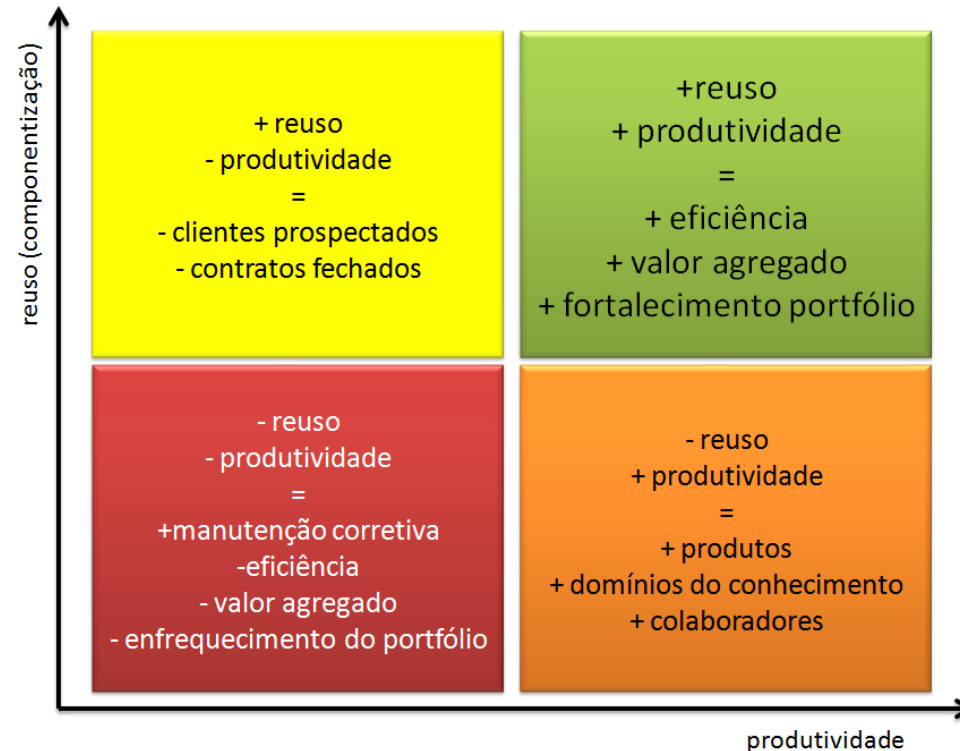 reuso (componentização)
+ reuso
- produtividade
=
- clientes prospectados
- contratos fechados
+reuso
+ produtividade
=
+ eficiência
+ valor agregado
+ fortalecimento portfólio
- reuso
- produtividade
=
+manutenção corretiva
-eficiência
- valor agregado
- enfrequecimento do portfólio
- reuso
+ produtividade
=
+ produtos
+ domínios do conhecimento
+ colaboradores
produtividade